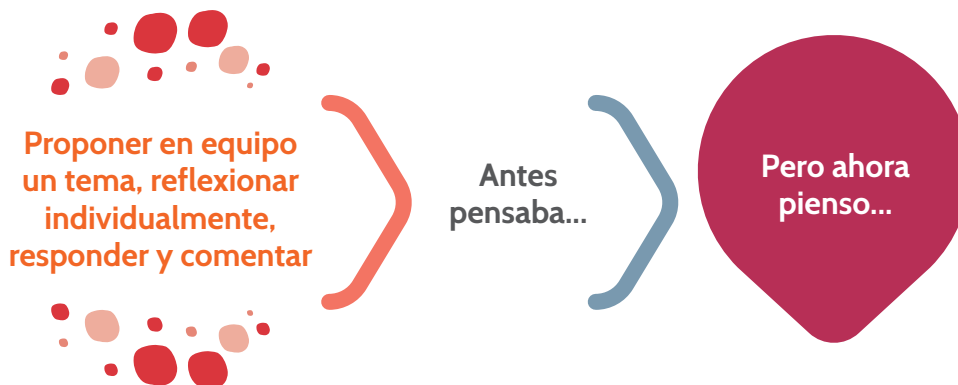 Proponer en equipo
un tema, reflexionar
individualmente,
responder y comentar
Antes
pensaba...
Pero ahora
pienso...